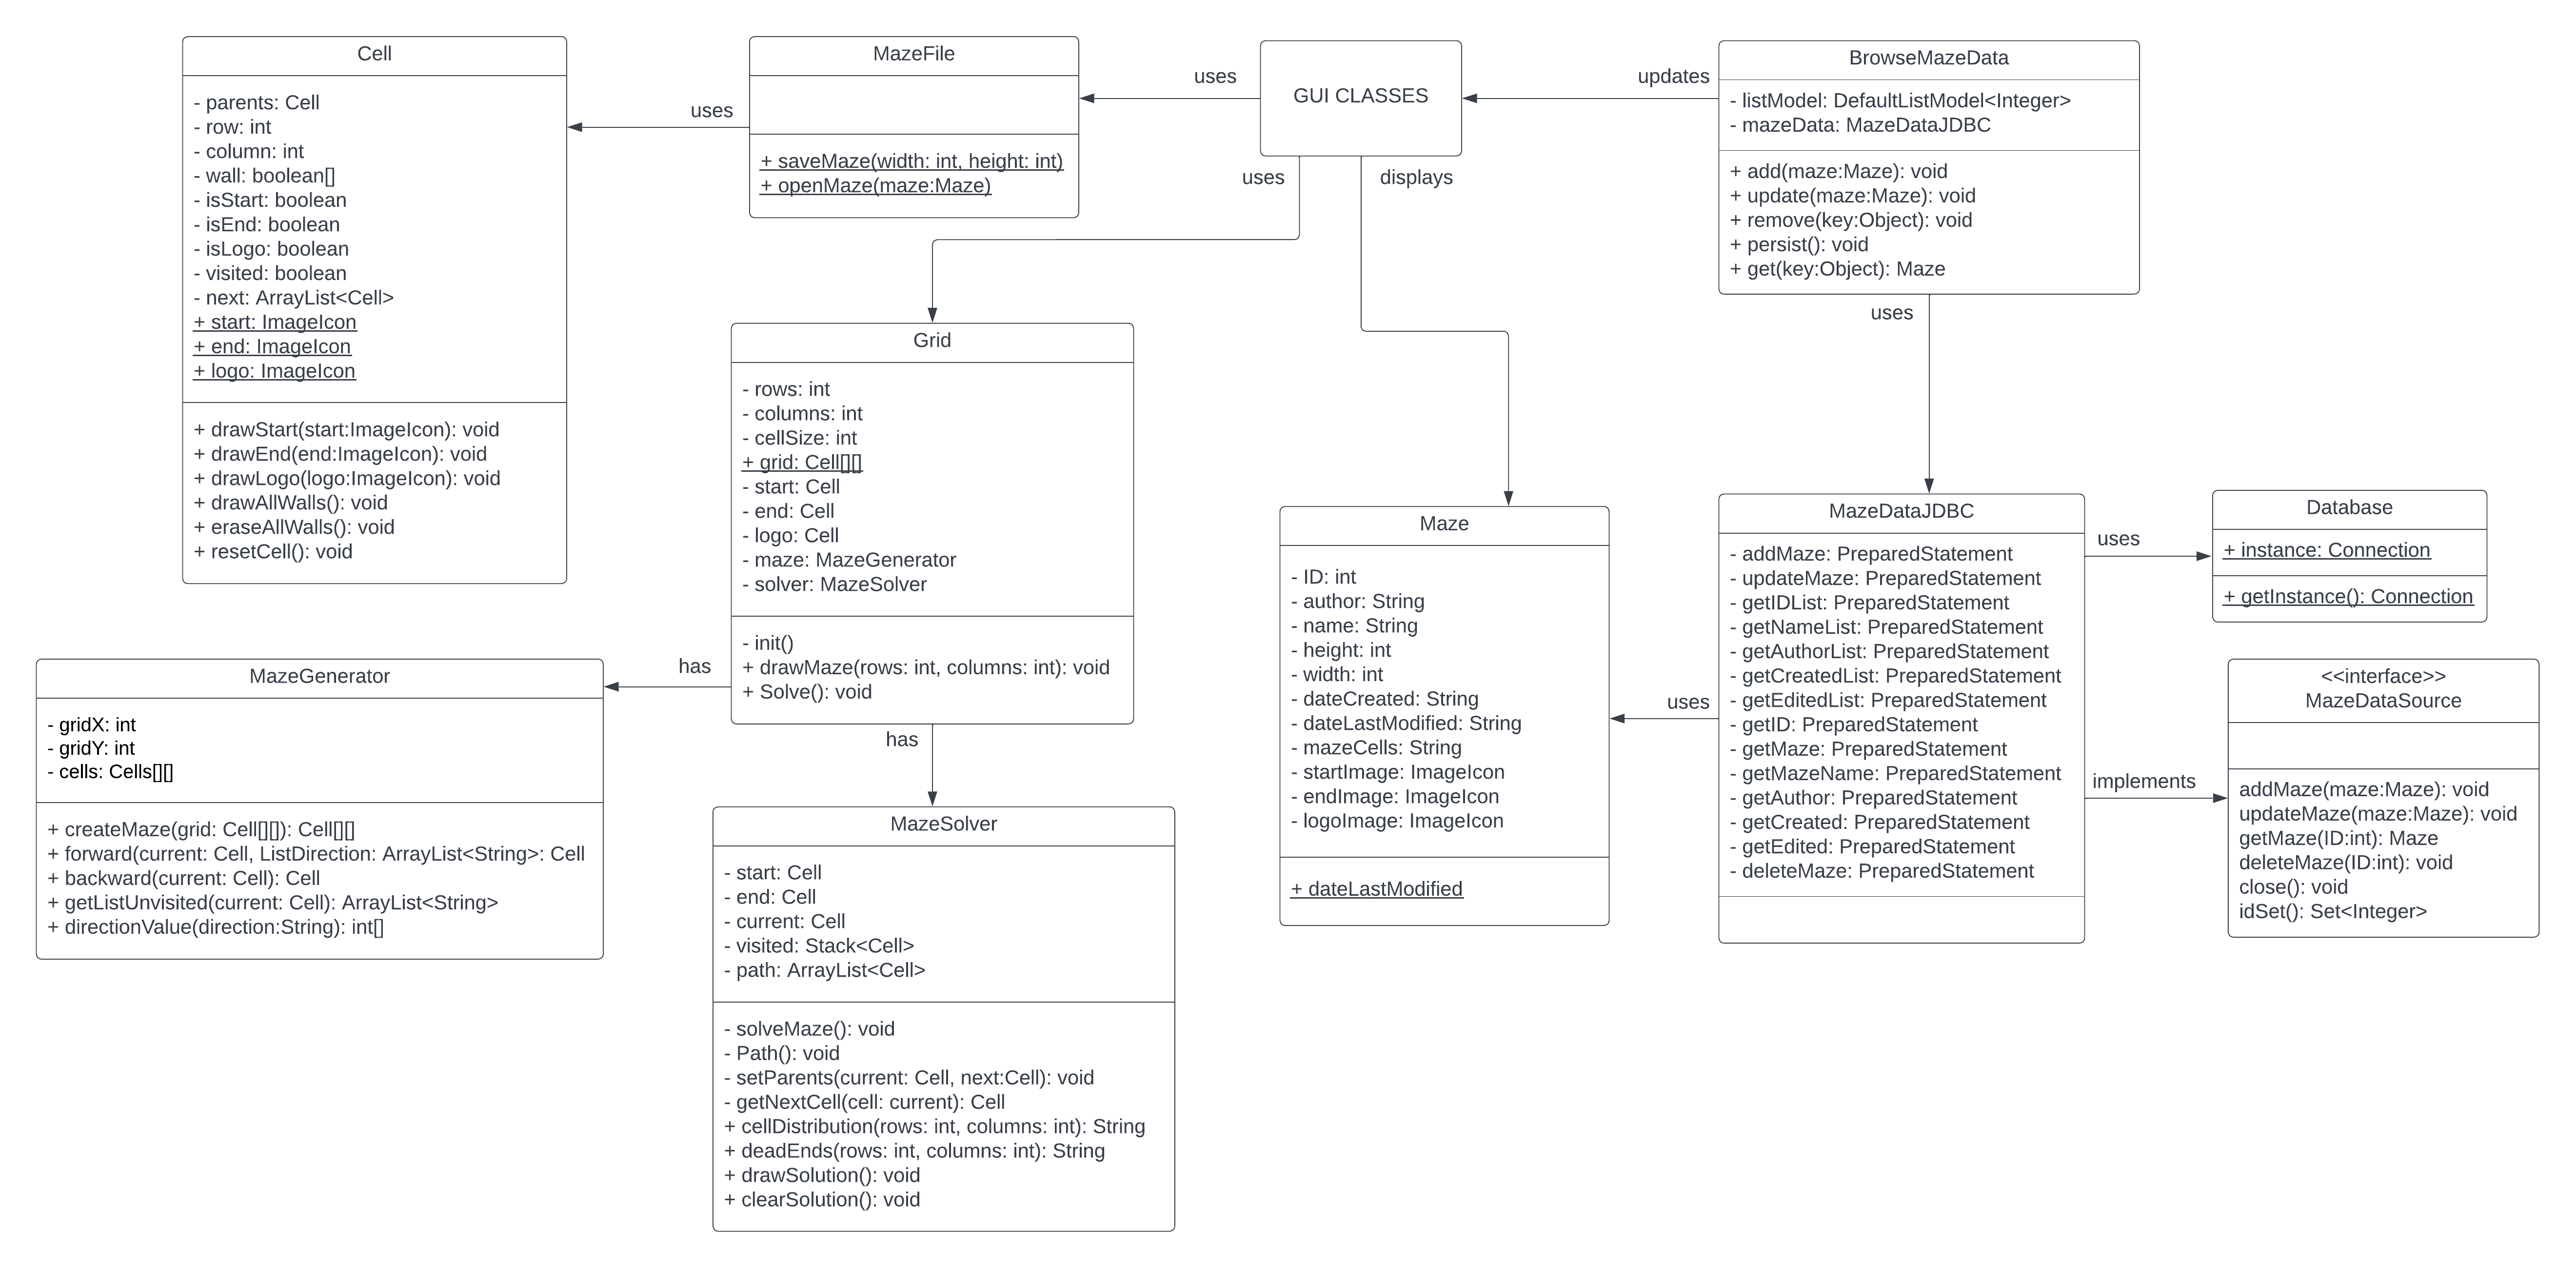 Cell
- parents: Cell
- row: int
- column: int
- wall: boolean[]
- isStart: boolean
- isEnd: boolean
- isLogo: boolean
- visited: boolean
- next: ArrayList<Cell>
+ start: ImageIcon
+ end: ImageIcon
+ logo: ImageIcon
+ drawStart(start:ImageIcon): void
+ drawEnd(end:ImageIcon): void
+ drawLogo(logo:ImageIcon): void
+ drawAllWalls(): void
+ eraseAllWalls(): void
+ resetCell(): void
uses
MazeFile
+ saveMaze(width: int, height: int)
+ openMaze(maze:Maze)
uses
GUI CLASSES
uses
displays
updates
BrowseMazeData
- listModel: DefaultListModel<Integer>
- mazeData: MazeDataJDBC
+ add(maze:Maze): void
+ update(maze:Maze): void
+ remove(key:Object): void
+ persist(): void
+ get(key:Object): Maze
uses
Grid
- rows: int
- columns: int
- cellSize: int
+ grid: Cell[][]
- start: Cell
- end: Cell
- logo: Cell
- maze: MazeGenerator
- solver: MazeSolver
- init()
+ drawMaze(rows: int, columns: int): void
+ Solve(): void
has
has
MazeGenerator
- gridX: int
- gridY: int
- cells: Cells[][]
+ createMaze(grid: Cell[][]): Cell[][]
+ forward(current: Cell, ListDirection: ArrayList<String>: Cell
+ backward(current: Cell): Cell
+ getListUnvisited(current: Cell): ArrayList<String>
+ directionValue(direction:String): int[]
MazeSolver
- start: Cell
- end: Cell
- current: Cell
- visited: Stack<Cell>
- path: ArrayList<Cell>
- solveMaze(): void
- Path(): void
- setParents(current: Cell, next:Cell): void
- getNextCell(cell: current): Cell
+ cellDistribution(rows: int, columns: int): String
+ deadEnds(rows: int, columns: int): String
+ drawSolution(): void
+ clearSolution(): void
Maze
- ID: int
- author: String
- name: String
- height: int
- width: int
- dateCreated: String
- dateLastModified: String
- mazeCells: String
- startImage: ImageIcon
- endImage: ImageIcon
- logoImage: ImageIcon
+ dateLastModified
uses
MazeDataJDBC
- addMaze: PreparedStatement
- updateMaze: PreparedStatement
- getIDList: PreparedStatement
- getNameList: PreparedStatement
- getAuthorList: PreparedStatement
- getCreatedList: PreparedStatement
- getEditedList: PreparedStatement
- getID: PreparedStatement
- getMaze: PreparedStatement
- getMazeName: PreparedStatement
- getAuthor: PreparedStatement
- getCreated: PreparedStatement
- getEdited: PreparedStatement
- deleteMaze: PreparedStatement
uses
Database
+ instance: Connection
+ getInstance(): Connection
implements
<<interface>>
MazeDataSource
addMaze(maze:Maze): void
updateMaze(maze:Maze): void
getMaze(ID:int): Maze
deleteMaze(ID:int): void
close(): void
idSet(): Set<Integer>